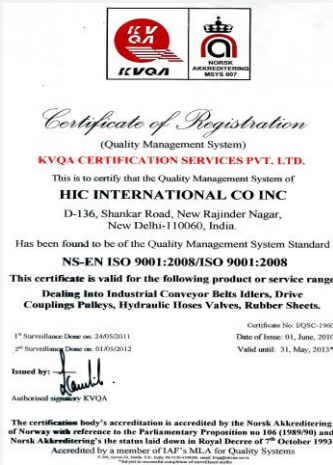 KVQA
KVQA
NORSK
AKKREDITERING
MSYS 007
Certificate of Registration
(Quality Management System)
KVQA CERTIFICATION SERVICES PVT. LTD.
This is to certify that the Quality Management System of
HIC INTERNATIONAL CO INC
D-136, Shankar Road, New Rajinder Nagar,
New Delhi-110060, India.
Has been found to be of the Quality Management System Standard
NS-EN ISO 9001:2008/ISO 9001:2008
This certificate is valid for the following product or service range
Dealing Into Industrial Conveyor Belts Idlers, Drive
Couplings Pulleys, Hydraulic Hoses Valves, Rubber Sheets.
Certificate No: I/QSC-1960
1st Surveillance Done on: 24/05/2011
Date of Issue: 01, June, 2010
2nd Surveillance Done on: 01/05/2012
Valid until: 31, May, 2013*
Issued by:
Authorised signatory KVQA
The certification body's accreditation is accredited by the Norsk Akkreditering
of Norway with reference to the Parliamentary Proposition no 106 (1989/90) and
Norsk Akkreditering's the status laid down in Royal Decree of 7th October 1993
Accredited by a member of IAF's MLA for Quality Systems